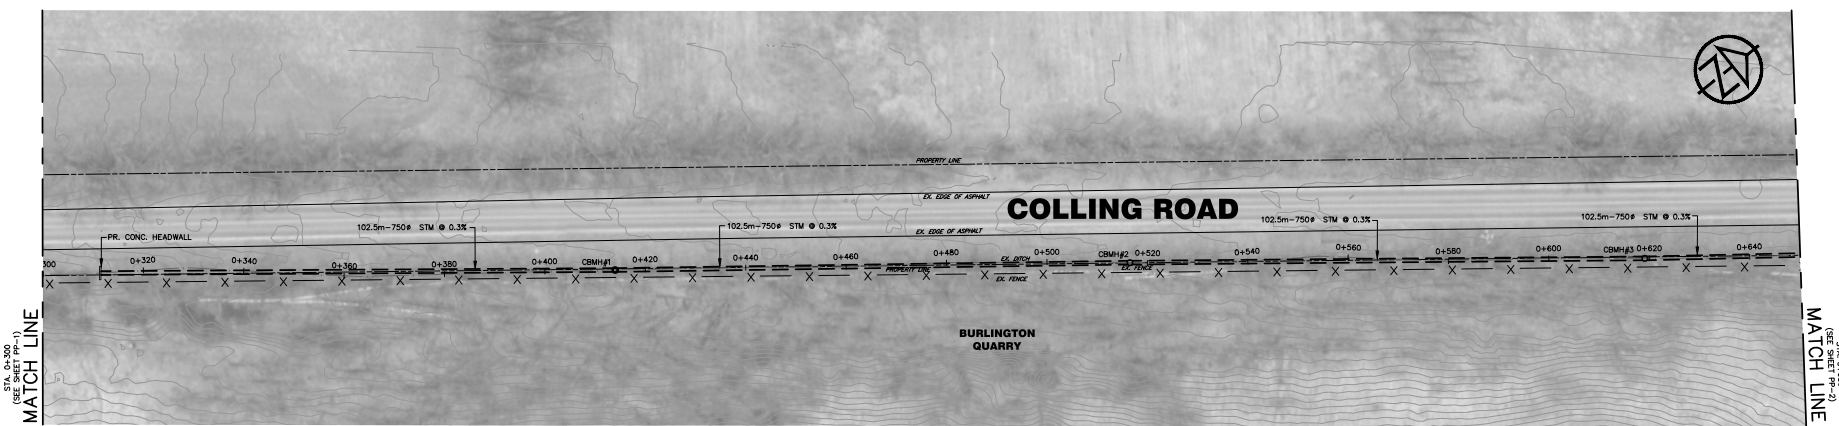 PROPERTY LINE
EX. EDGE OF ASPHALT
COLLING ROAD
102.5m-750ø STM @ 0.3%
102.5m-750ø STM @ 0.3%
102.5m-750ø STM @ 0.3%
102.5m-750ø STM @ 0.3%
PR. CONC. HEADWALL
EX. EDGE OF ASPHALT
300
0+320
0+340
0+360
0+380
0+400
CBMH#1
0+420
0+440
0+460
0+480
0+500
CBMH#2
0+520
0+540
0+560
0+580
0+600
CBMH#3
0+620
0+640
EX. DITCH
PROPERTY LINE
EX. FENCE
EX. FENCE
BURLINGTON
QUARRY
STA. 0+300
(SEE SHEET PP-1)
MATCH LINE
(SEE SHEET PP-2)
MATCH LINE